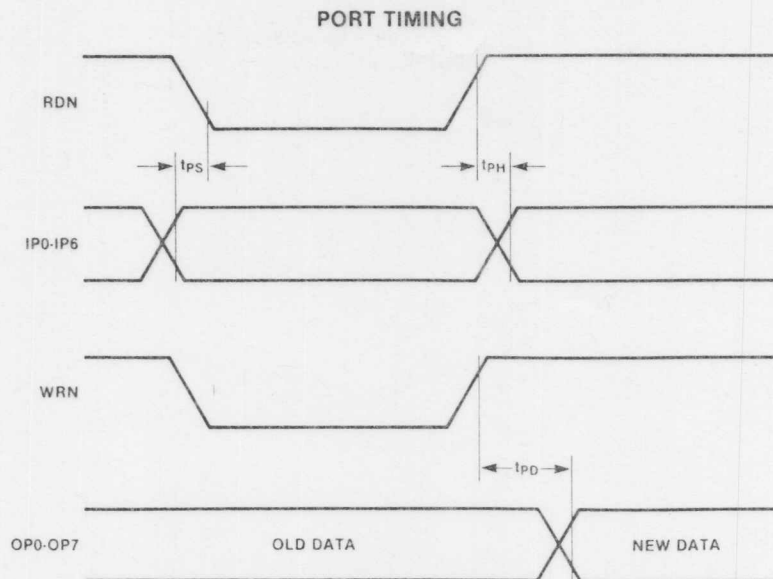 PORT TIMING
RDN
tPS
tPH
IP0-IP6
WRN
tPD
OP0-OP7
OLD DATA
NEW DATA